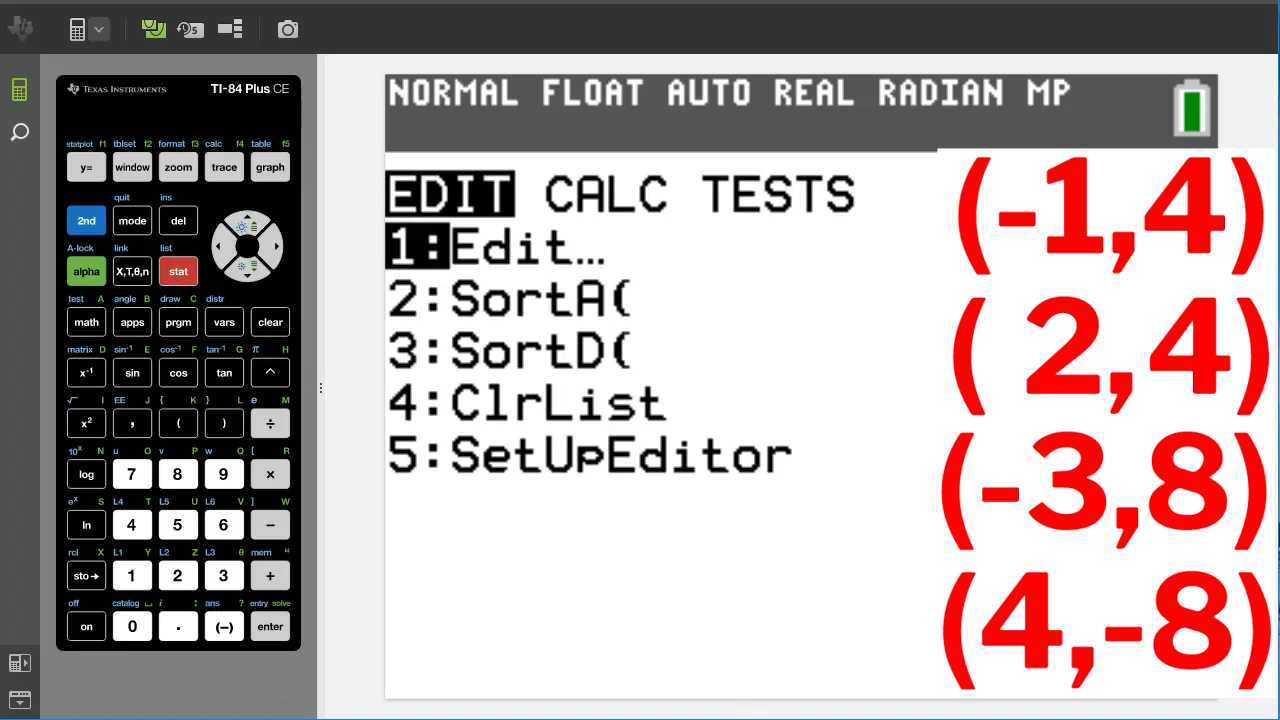 TEXAS INSTRUMENTS TI-84 Plus CE
statplot f1 tblset f2 format f3 calc f4 table f5
y= window zoom trace graph
quit ins
2nd mode del
A-lock link list
alpha X,T,θ,n stat
test A angle B draw C distr
math apps prgm vars clear
matrix D sin⁻¹ E cos⁻¹ F tan⁻¹ G π H
x⁻¹ sin cos tan ^
√ I EE J { K } L e M
x² , ( ) ÷
10ˣ N u O v P w Q [ R
log 7 8 9 ×
eˣ S L4 T L5 U L6 V ] W
ln 4 5 6 −
rcl X L1 Y L2 Z L3 θ mem “
sto→ 1 2 3 +
off catalog i : ans ? entry solve
on 0 . (−) enter
NORMAL FLOAT AUTO REAL RADIAN MP
EDIT CALC TESTS
1:Edit…
2:SortA(
3:SortD(
4:ClrList
5:SetUpEditor
(-1,4)
( 2,4)
(-3,8)
(4,-8)